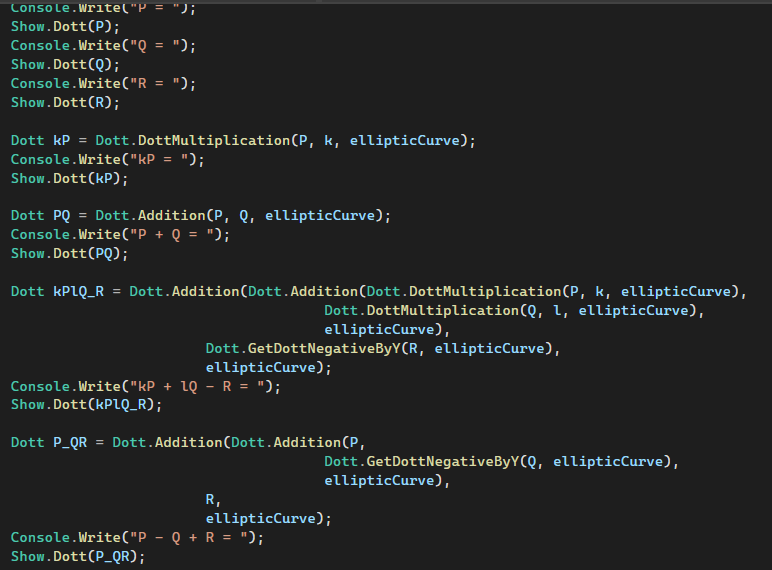 Console.Write("P = ");
Show.Dott(P);
Console.Write("Q = ");
Show.Dott(Q);
Console.Write("R = ");
Show.Dott(R);
Dott kP = Dott.DottMultiplication(P, k, ellipticCurve);
Console.Write("kP = ");
Show.Dott(kP);
Dott PQ = Dott.Addition(P, Q, ellipticCurve);
Console.Write("P + Q = ");
Show.Dott(PQ);
Dott kPlQ_R = Dott.Addition(Dott.Addition(Dott.DottMultiplication(P, k, ellipticCurve),
Dott.DottMultiplication(Q, l, ellipticCurve),
ellipticCurve),
Dott.GetDottNegativeByY(R, ellipticCurve),
ellipticCurve);
Console.Write("kP + lQ - R = ");
Show.Dott(kPlQ_R);
Dott P_QR = Dott.Addition(Dott.Addition(P,
Dott.GetDottNegativeByY(Q, ellipticCurve),
ellipticCurve),
R,
ellipticCurve);
Console.Write("P - Q + R = ");
Show.Dott(P_QR);